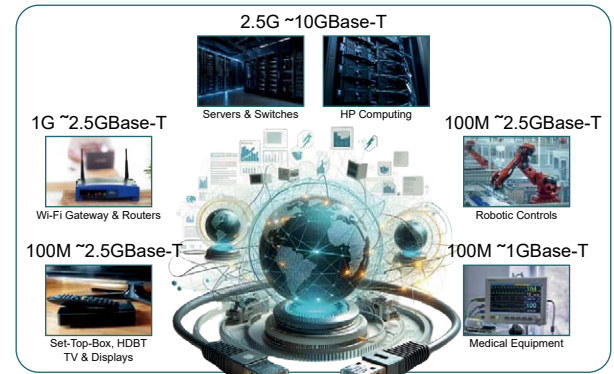 2.5G ~10GBase-T
Servers & Switches
HP Computing
1G ~2.5GBase-T
Wi-Fi Gateway & Routers
100M ~2.5GBase-T
Robotic Controls
100M ~2.5GBase-T
Set-Top-Box, HDBT
TV & Displays
100M ~1GBase-T
Medical Equipment